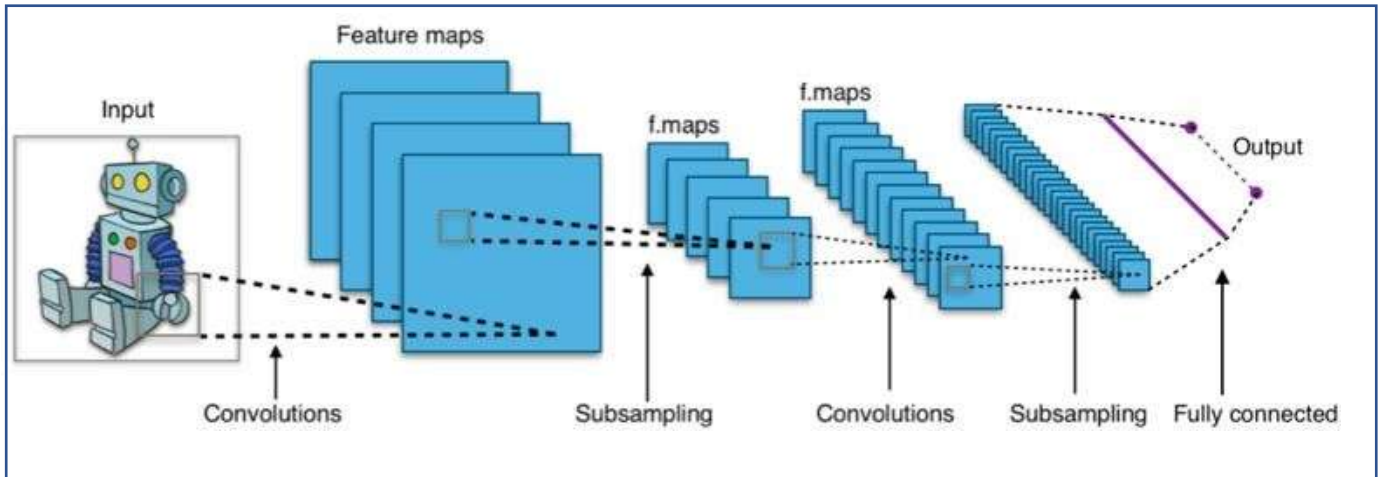 Feature maps
Input
f.maps
f.maps
Output
Convolutions
Subsampling
Convolutions
Subsampling
Fully connected